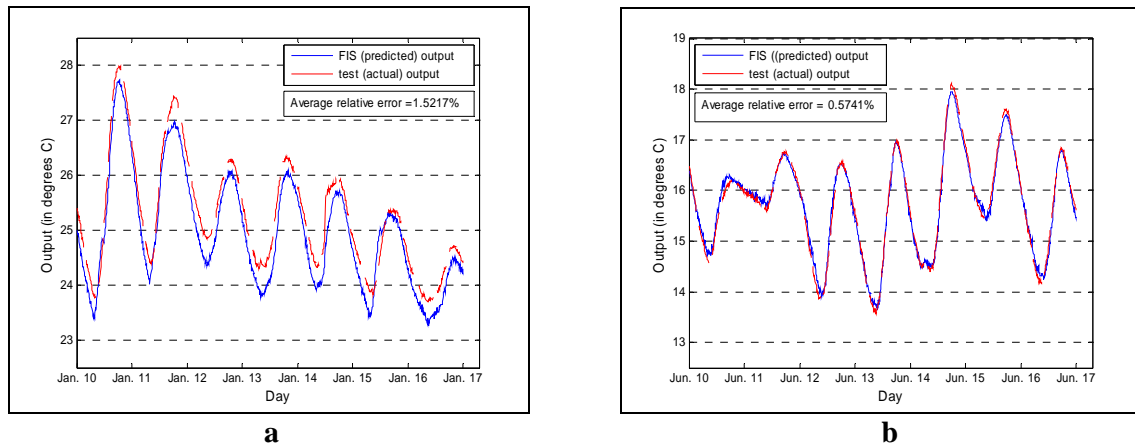 28
27
26
25
24
23
Output (in degrees C)
FIS (predicted) output
test (actual) output
Average relative error =1.5217%
Jan. 10
Jan. 11
Jan. 12
Jan. 13
Jan. 14
Jan. 15
Jan. 16
Jan. 17
Day
a
19
18
17
16
15
14
13
Output (in degrees C)
FIS ((predicted) output
test (actual) output
Average relative error = 0.5741%
Jun. 10
Jun. 11
Jun. 12
Jun. 13
Jun. 14
Jun. 15
Jun. 16
Jun. 17
Day
b